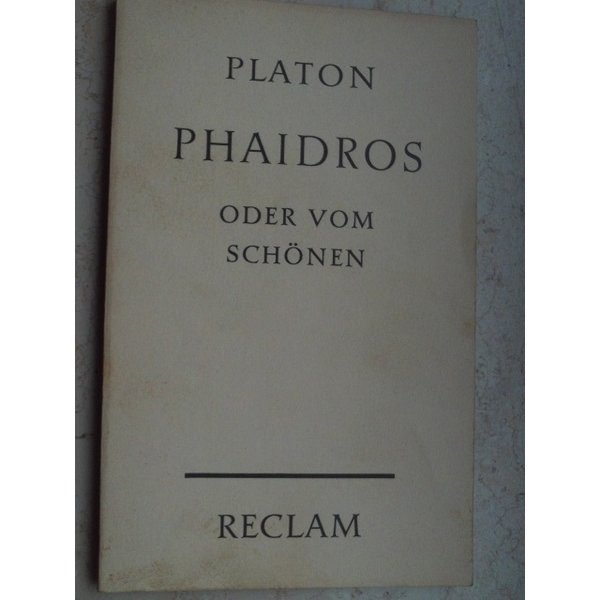 PLATON
PHAIDROS
ODER VOM
SCHÖNEN
RECLAM